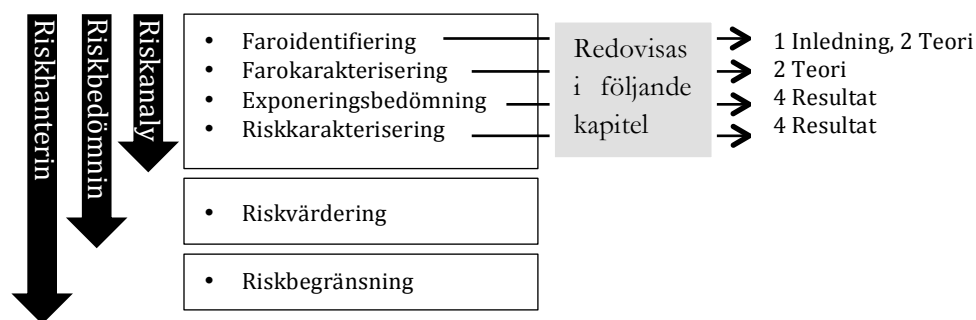 Riskhanterin
Riskbedömnin
Riskanaly
• Faroidentifiering
• Farokarakterisering
• Exponeringsbedömning
• Riskkarakterisering
Redovisas
i följande
kapitel
1 Inledning, 2 Teori
2 Teori
4 Resultat
4 Resultat
• Riskvärdering
• Riskbegränsning